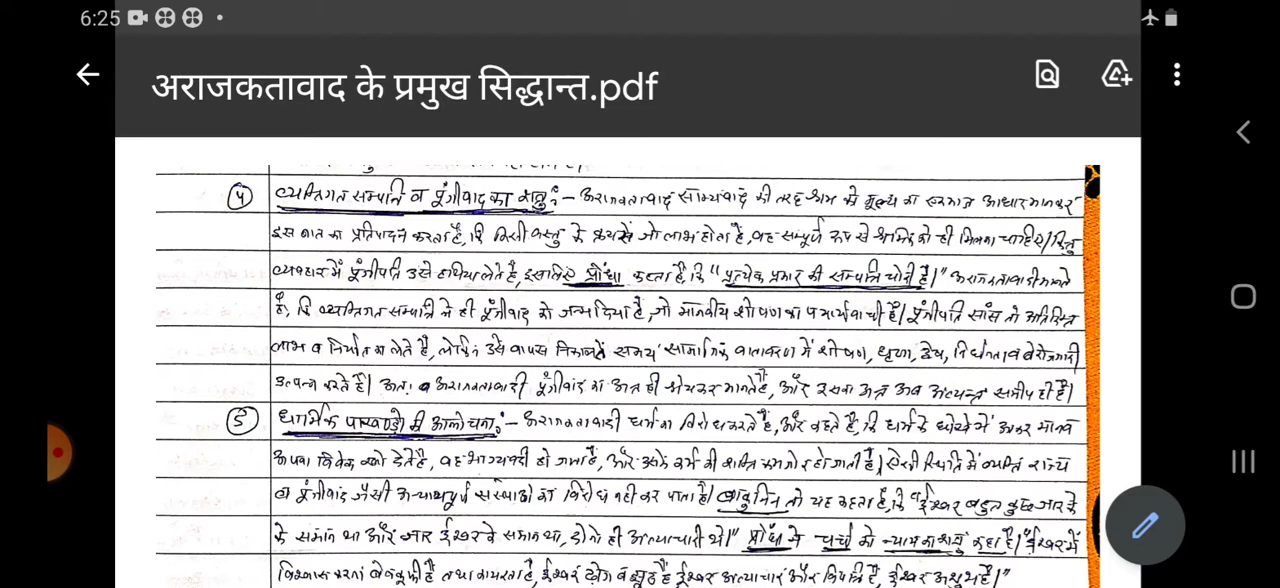 6:25
अराजकतावाद के प्रमुख सिद्धान्त.pdf
4 व्यक्तिगत सम्पत्ति व पूंजीवाद का शत्रु :- अराजकतावाद साम्यवाद की तरह श्रम को मूल्य का एकमात्र आधार मानकर
इस बात का प्रतिपादन करता है, कि किसी वस्तु के क्रय से जो लाभ होता है, वह सम्पूर्ण रूप से श्रमिक को ही मिलना चाहिए। किन्तु
व्यवहार में पूंजीपति उसे हथिया लेते है, इसलिए प्रोधा कहता है, कि "प्रत्येक प्रकार की सम्पत्ति चोरी है।" अराजकतावादी मानते
है, कि व्यक्तिगत सम्पत्ति ने ही पूंजीवाद को जन्म दिया है, जो मानवीय शोषण का पर्यायवाची है। पूंजीपति सांस तो अतिरिक्त
लाभ व लेते है, लेकिन उसे वापस निकालते समय सामाजिक वातावरण में शोषण, घृणा, द्वेष, निर्धनता व बेरोजगारी
उत्पन्न करते है। अतः अराजकतावादी पूंजीवाद का अन्त ही श्रेयकर मानते है, और इसका अन्त अब अत्यन्त समीप ही है।
5 धार्मिक पाखण्डो की आलोचना :- अराजकतावादी धर्म का विरोध करते है, और कहते है, कि धर्म के धोखे में आकर मानव
अपना विवेक खो देते है, वह भाग्यवादी हो जाता है, और उसके कर्म की शक्ति कमजोर हो जाती है। ऐसी स्थिति में व्यक्ति राज्य
व पूंजीवाद जैसी अन्यायपूर्ण संस्थाओ का विरोध नही कर पाता है। बाकुनिन तो यह कहता है, कि "ईश्वर बहुत कुछ जार के
के समान था और जार ईश्वर के समान था, दोनो ही अत्याचारी थे।" प्रोधा ने चर्च को न्याय का शत्रु कहा है। "ईश्वर में
विश्वास करना बेवकूफी है तथा कायरता है, ईश्वर ढोंग व झूठ है ईश्वर अत्याचार और विपत्ति है, ईश्वर अशुभ है।"